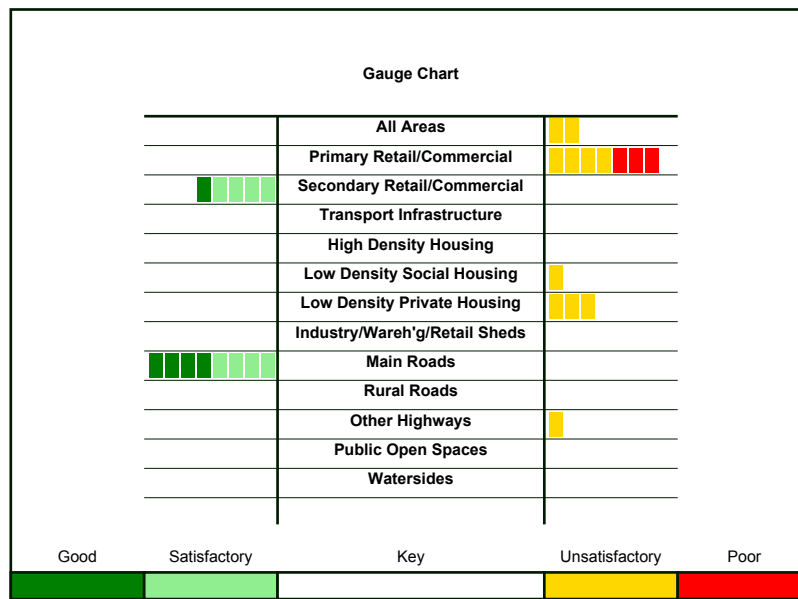 Gauge Chart
All Areas
Primary Retail/Commercial
Secondary Retail/Commercial
Transport Infrastructure
High Density Housing
Low Density Social Housing
Low Density Private Housing
Industry/Wareh'g/Retail Sheds
Main Roads
Rural Roads
Other Highways
Public Open Spaces
Watersides
Good Satisfactory Key Unsatisfactory Poor